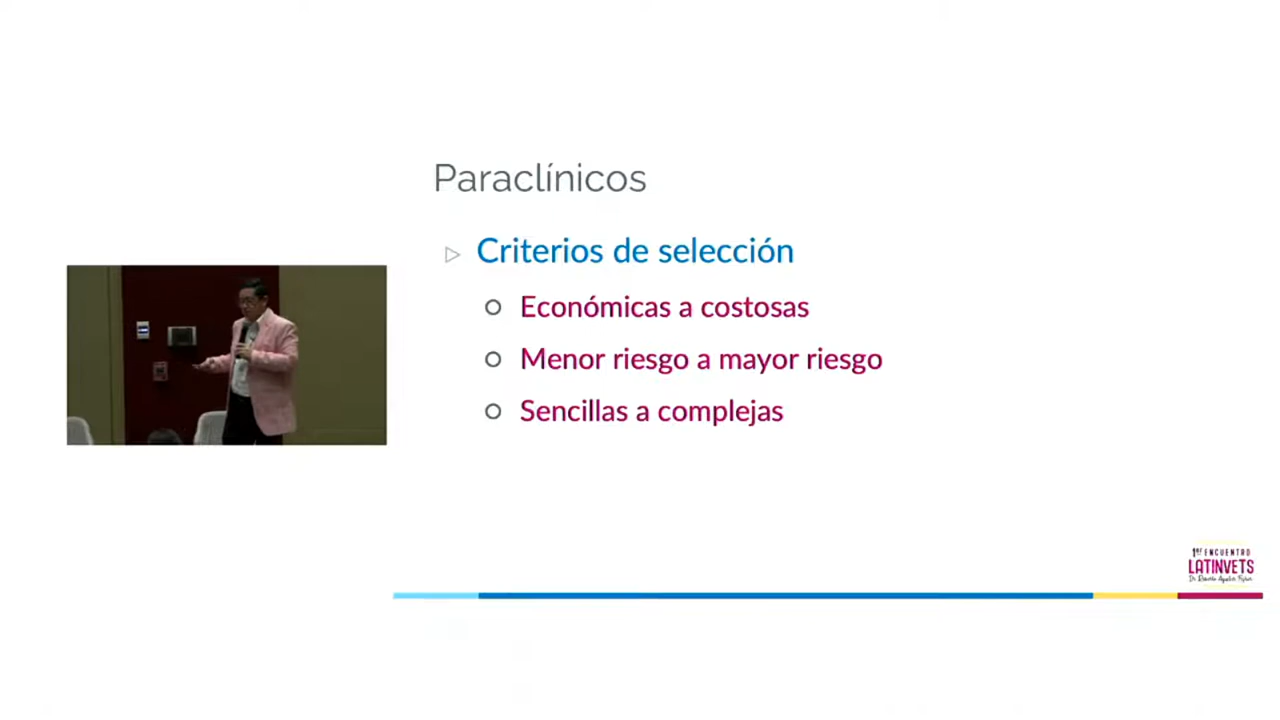 Paraclínicos
Criterios de selección
Económicas a costosas
Menor riesgo a mayor riesgo
Sencillas a complejas
1er ENCUENTRO
LATINVETS